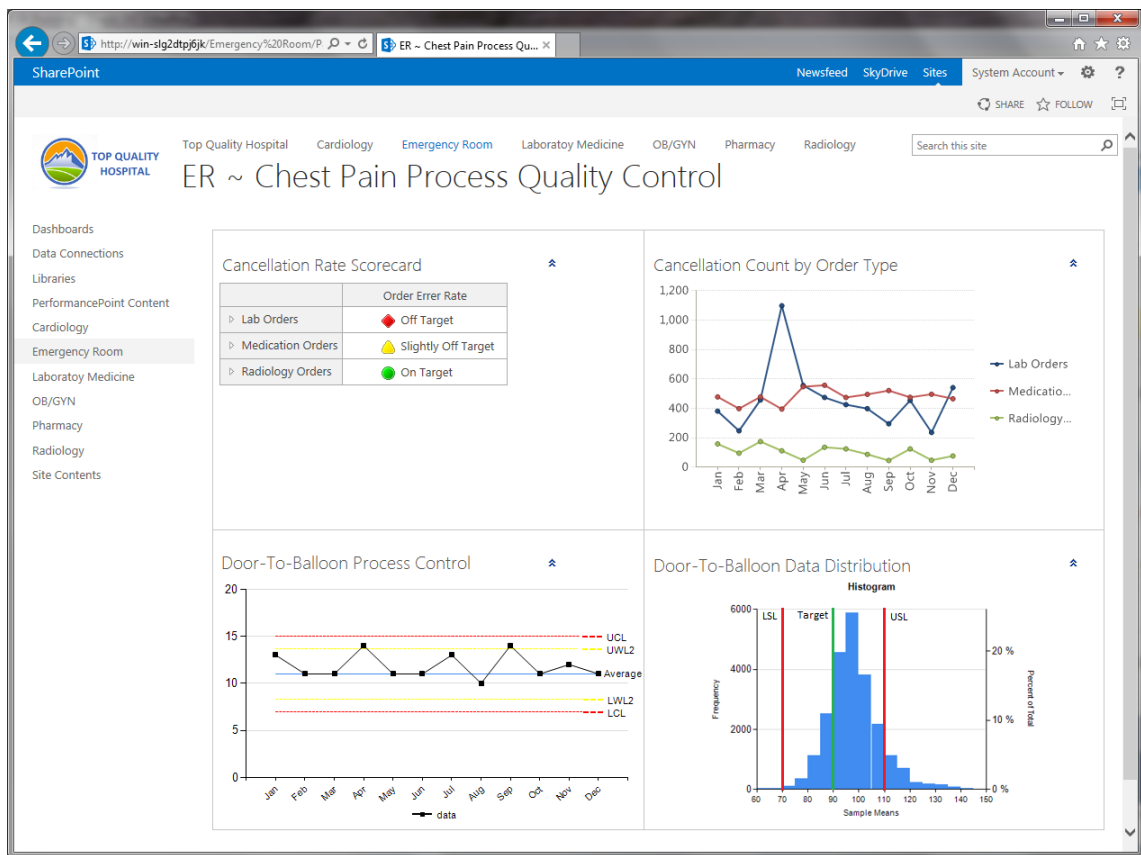 http://win-slg2dtpj6jk/Emergency%20Room/P
ER ~ Chest Pain Process Qu...
SharePoint
Newsfeed SkyDrive Sites System Account ?
SHARE FOLLOW
TOP QUALITY
HOSPITAL
Top Quality Hospital Cardiology Emergency Room Laboratoy Medicine OB/GYN Pharmacy Radiology
Search this site
ER ~ Chest Pain Process Quality Control
Dashboards
Data Connections
Libraries
PerformancePoint Content
Cardiology
Emergency Room
Laboratoy Medicine
OB/GYN
Pharmacy
Radiology
Site Contents
Cancellation Rate Scorecard
Order Errer Rate
Lab Orders Off Target
Medication Orders Slightly Off Target
Radiology Orders On Target
Cancellation Count by Order Type
1,200
1,000
800
600
400
200
0
Jan Feb Mar Apr May Jun Jul Aug Sep Oct Nov Dec
Lab Orders
Medicatio...
Radiology...
Door-To-Balloon Process Control
20
15
10
5
0
UCL
UWL2
Average
LWL2
LCL
Jan Feb Mar Apr May Jun Jul Aug Sep Oct Nov Dec
data
Door-To-Balloon Data Distribution
Histogram
LSL Target USL
6000
4000
2000
0
Frequency
20 %
10 %
0 %
Percent of Total
60 70 80 90 100 110 120 130 140 150
Sample Means